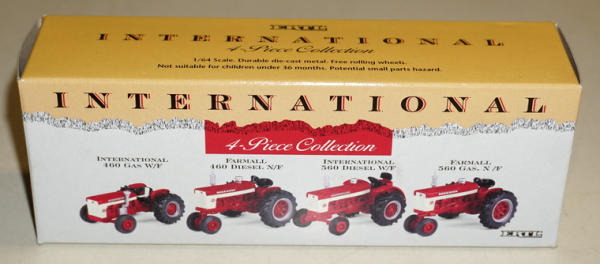 ERTL
INTERNATIONAL
4-Piece Collection
1/64 Scale. Durable die-cast metal. Free rolling wheels.
Not suitable for children under 36 months. Potential small parts hazard.
INTERNATIONAL
4-Piece Collection
INTERNATIONAL
460 GAS W/F
FARMALL
460 DIESEL N/F
INTERNATIONAL
560 DIESEL W/F
FARMALL
560 GAS. N/F
ERTL